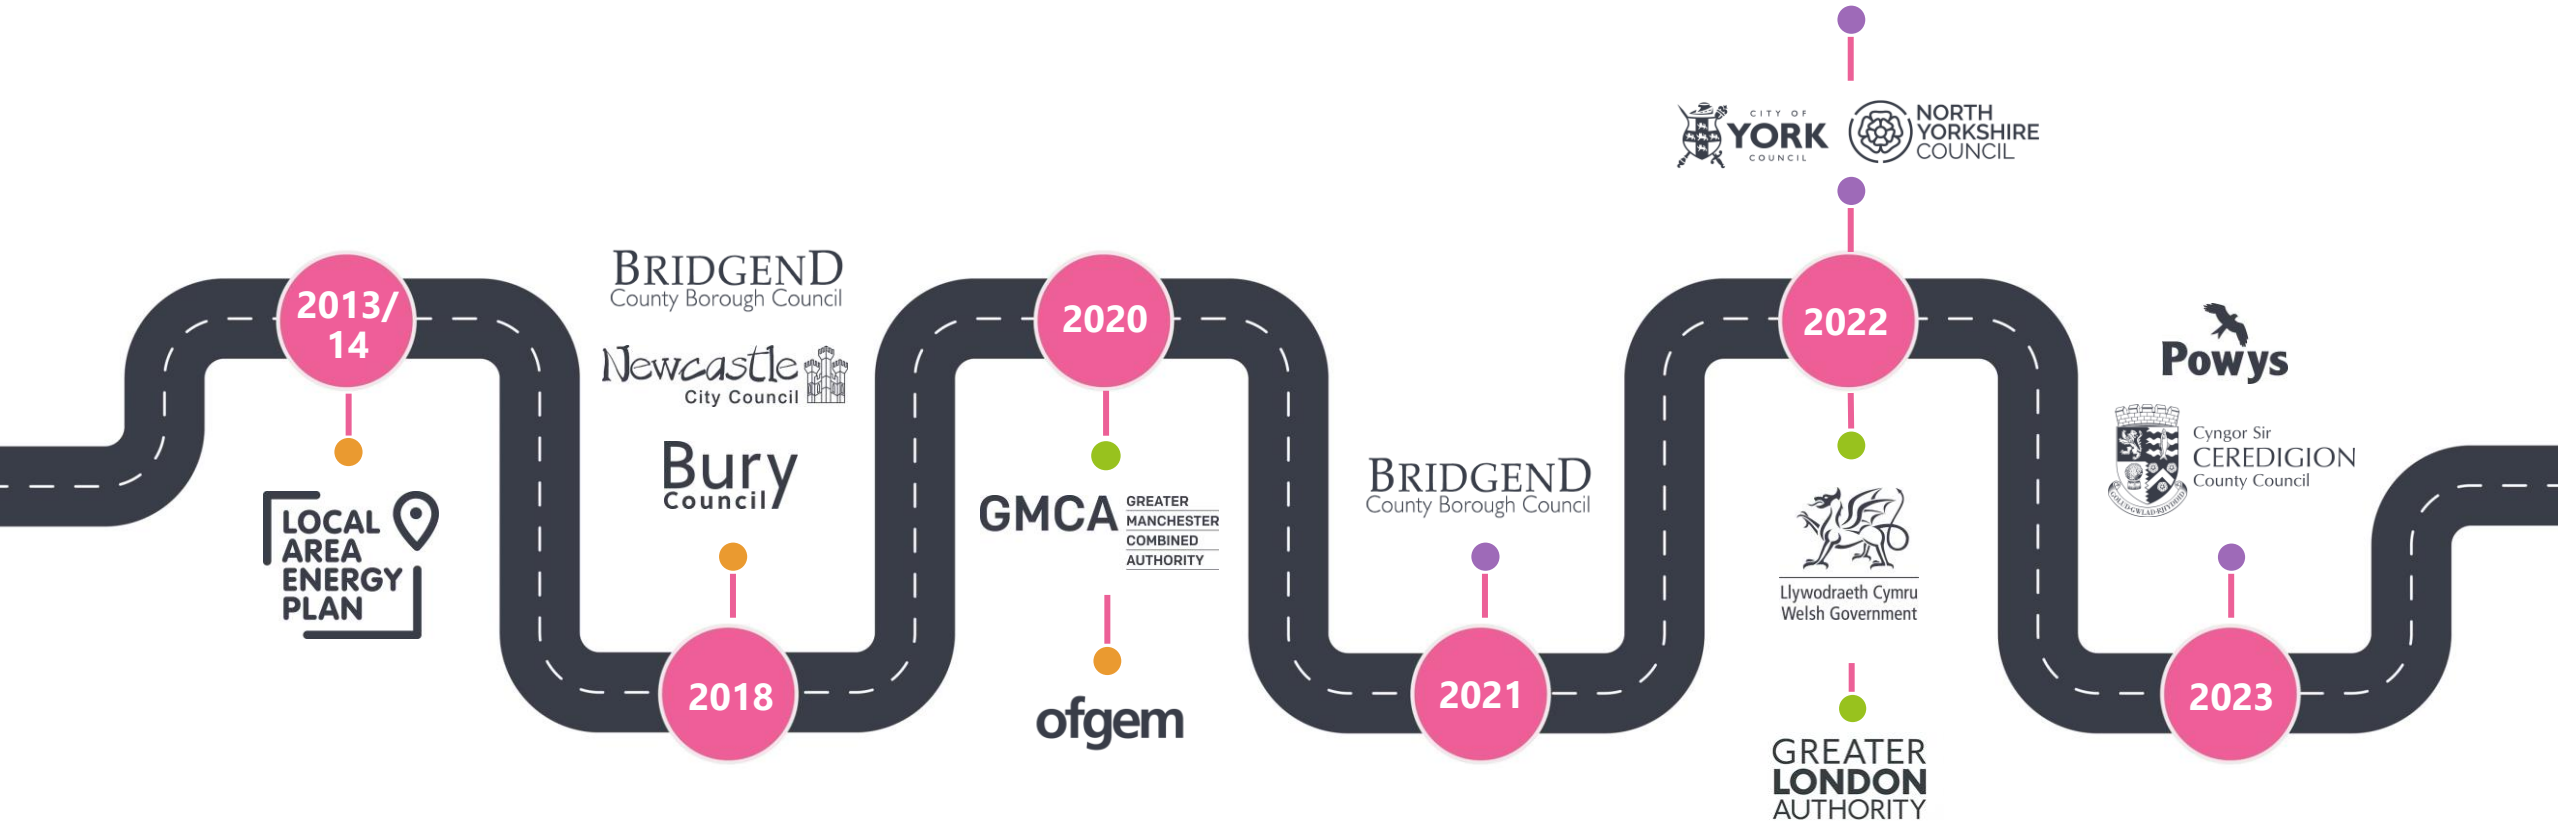 2013/
14
LOCAL
AREA
ENERGY
PLAN
BRIDGEND
County Borough Council
Newcastle
City Council
Bury
Council
2018
2020
GMCA
GREATER
MANCHESTER
COMBINED
AUTHORITY
ofgem
BRIDGEND
County Borough Council
2021
CITY OF
YORK
COUNCIL
NORTH
YORKSHIRE
COUNCIL
2022
Llywodraeth Cymru
Welsh Government
GREATER
LONDON
AUTHORITY
Powys
Cyngor Sir
CEREDIGION
County Council
2023